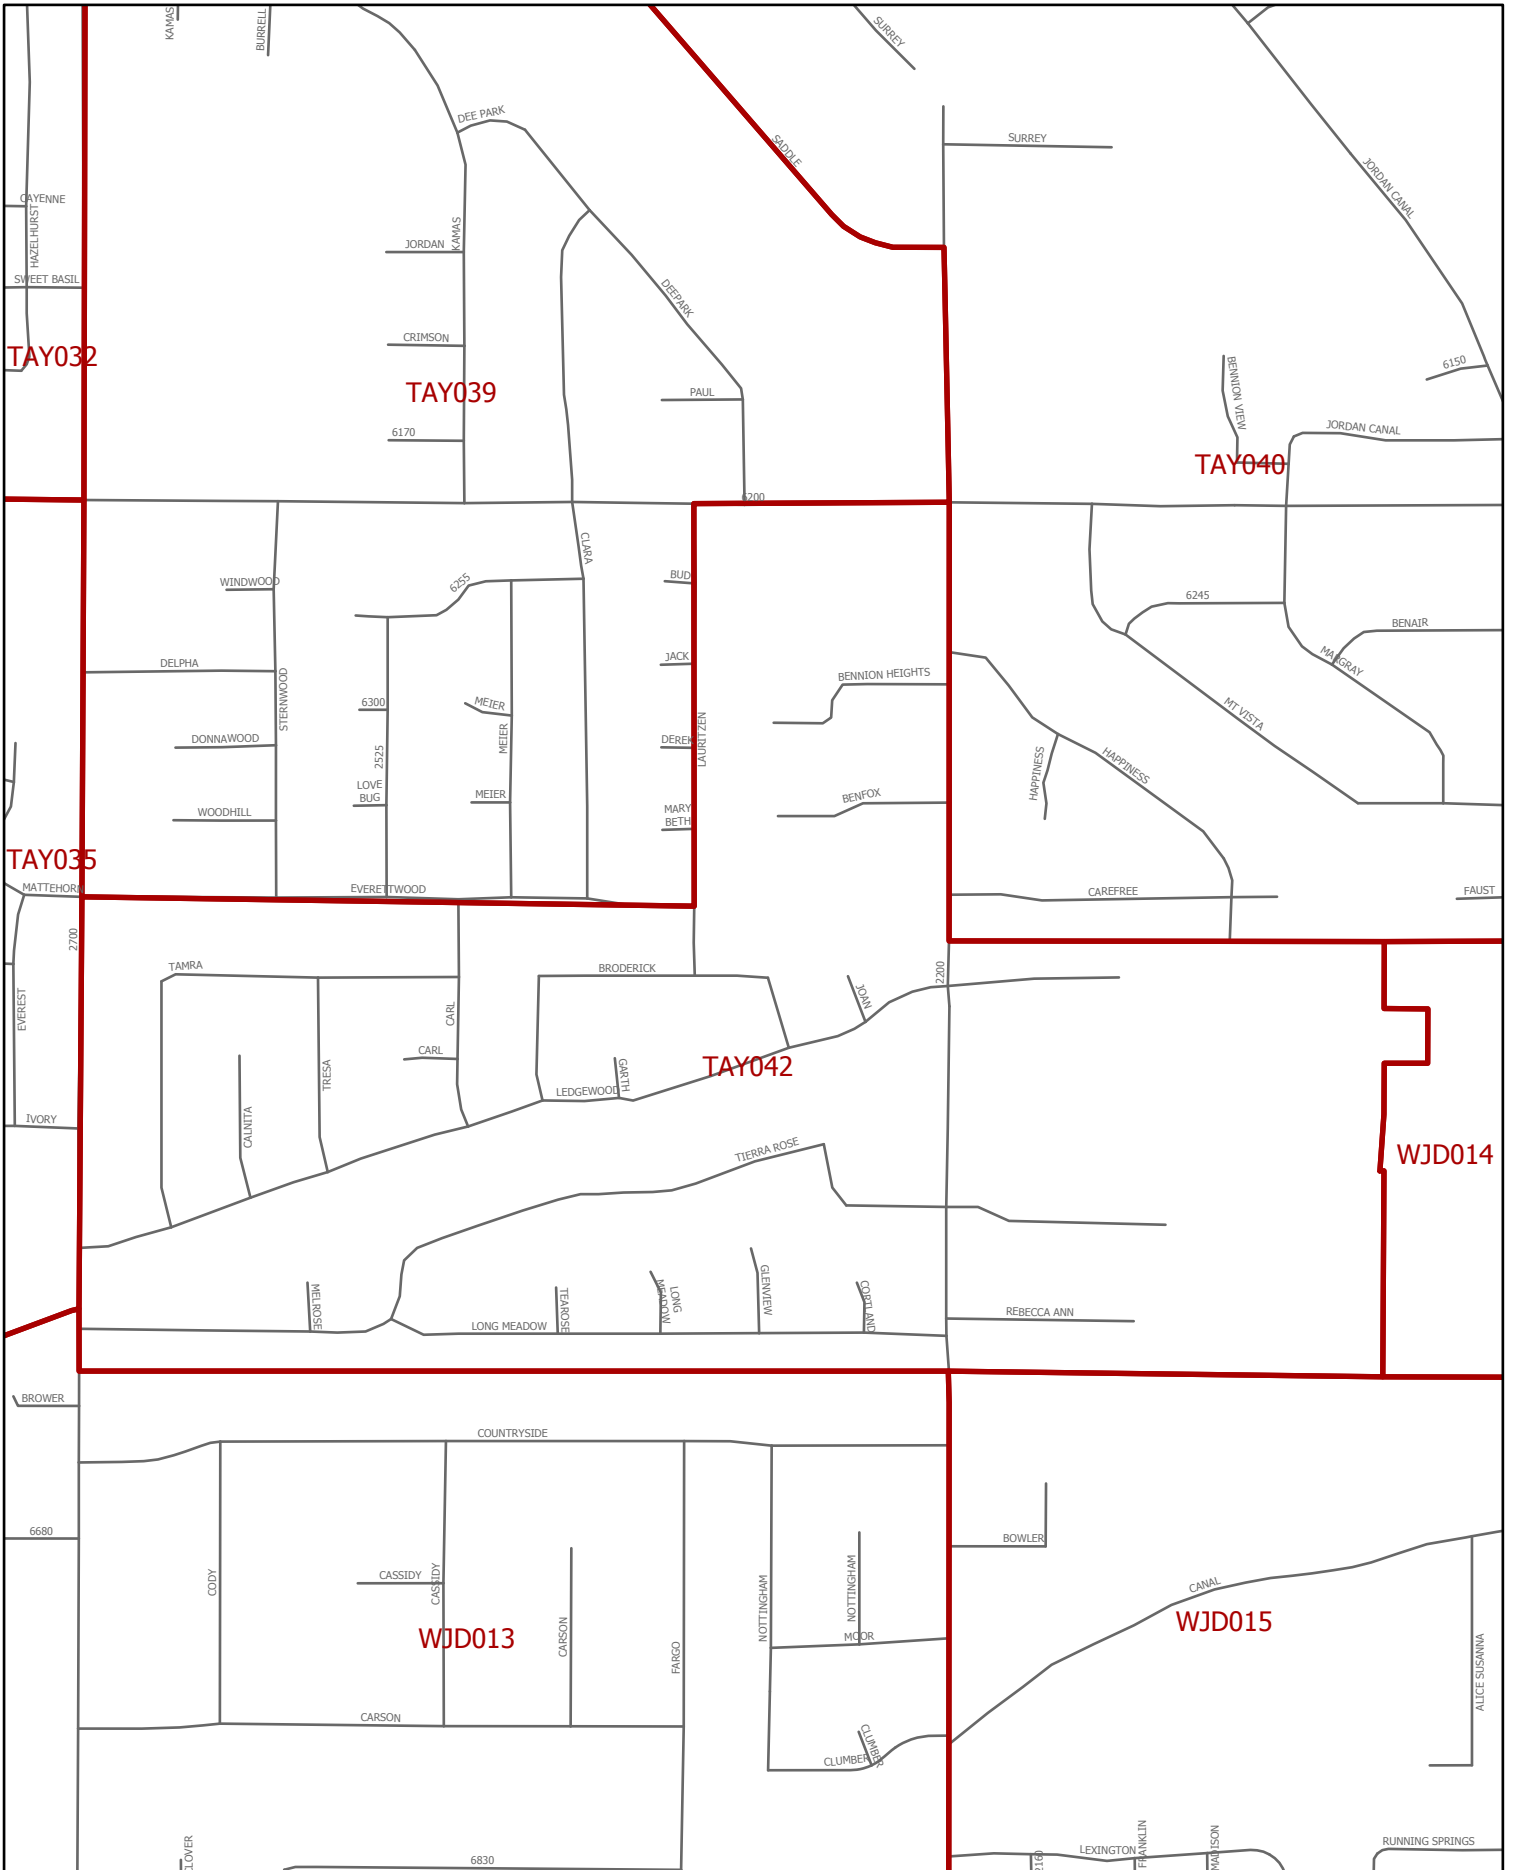 KAMAS
BURRELL
SURREY
DEE PARK
SADDLE
SURREY
JORDAN CANAL
CAYENNE
HAZELHURST
JORDAN
KAMAS
SWEET BASIL
DEEPARK
CRIMSON
TAY032
TAY039
PAUL
BENNION VIEW
6150
6170
JORDAN CANAL
TAY040
6200
CLARA
WINDWOOD
6255
BUD
6245
BENAIR
DELPHA
JACK
MARGRAY
BENNION HEIGHTS
STERNWOOD
6300
MEIER
MT VISTA
DONNAWOOD
MEIER
DEREK
LAURITZEN
2525
HAPPINESS
HAPPINESS
LOVE
BUG
MEIER
BENFOX
WOODHILL
MARY
BETH
TAY035
MATTEHORN
EVERETTWOOD
CAREFREE
FAUST
2700
TAMRA
BRODERICK
2200
EVEREST
CARL
JOAN
CARL
TRESA
GARTH
TAY042
LEDGEWOOD
IVORY
CALNITA
TIERRA ROSE
WJD014
MELROSE
TEAROSE
LONG
MEADOW
GLENVIEW
CORTLAND
REBECCA ANN
LONG MEADOW
BROWER
COUNTRYSIDE
6680
BOWLER
CODY
CASSIDY
CASSIDY
NOTTINGHAM
NOTTINGHAM
CANAL
WJD013
CARSON
FARGO
MOOR
WJD015
ALICE SUSANNA
CARSON
CLUMBER
CLUMBER
CLOVER
6830
2160
LEXINGTON
FRANKLIN
MADISON
RUNNING SPRINGS